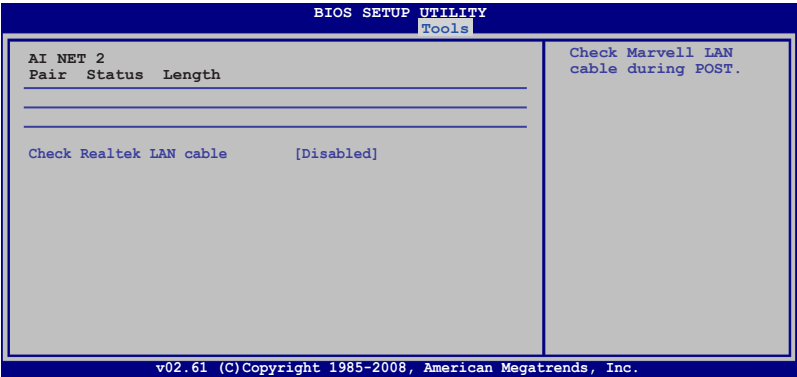 BIOS SETUP UTILITY
Tools
AI NET 2
Pair Status Length
Check Realtek LAN cable [Disabled]
Check Marvell LAN
cable during POST.
v02.61 (C)Copyright 1985-2008, American Megatrends, Inc.